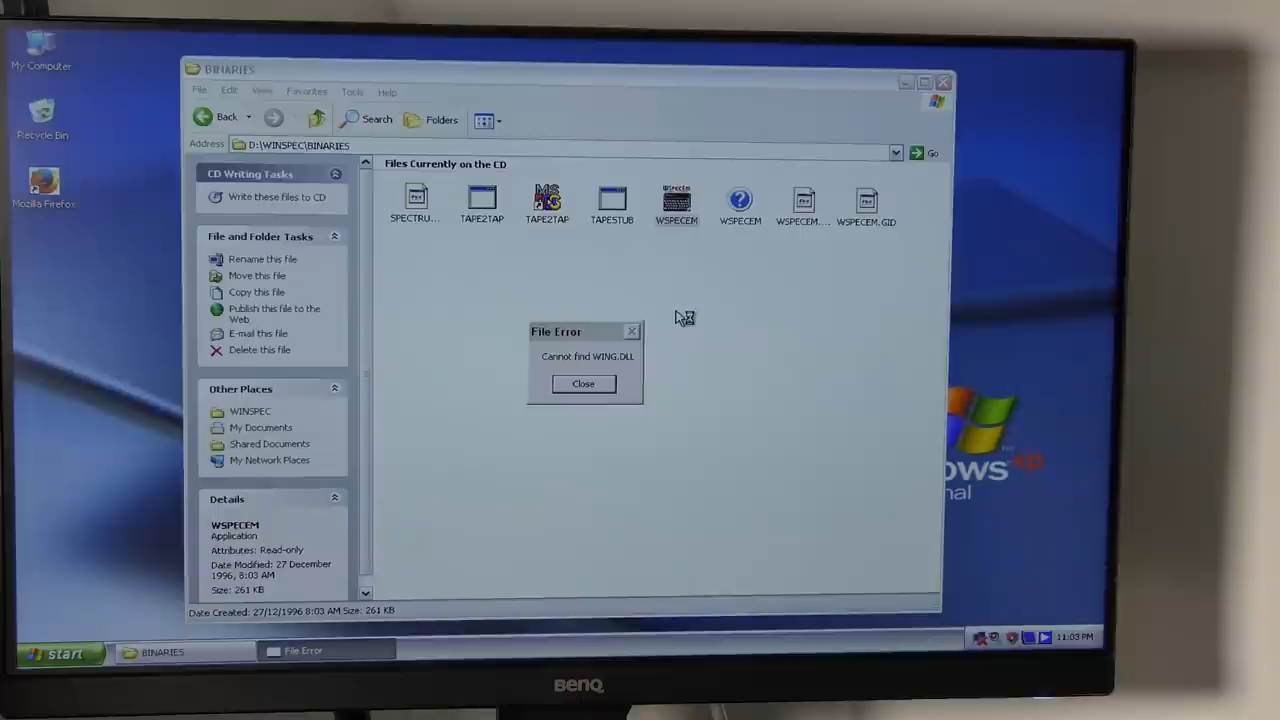 My Computer
Recycle Bin
Mozilla Firefox
BINARIES
File Edit View Favorites Tools Help
Back Search Folders
Address D:\WINSPEC\BINARIES Go
CD Writing Tasks
Write these files to CD
File and Folder Tasks
Rename this file
Move this file
Copy this file
Publish this file to the
Web
E-mail this file
Delete this file
Other Places
WINSPEC
My Documents
Shared Documents
My Network Places
Details
WSPECEM
Application
Attributes: Read-only
Date Modified: 27 December
1996, 8:03 AM
Size: 261 KB
Files Currently on the CD
SPECTRU... TAPE2TAP TAPE2TAP TAPESTUB WSPECEM WSPECEM WSPECEM.... WSPECEM.GID
File Error
Cannot find WING.DLL
Close
Date Created: 27/12/1996 8:03 AM Size: 261 KB
start BINARIES File Error 11:03 PM
BenQ